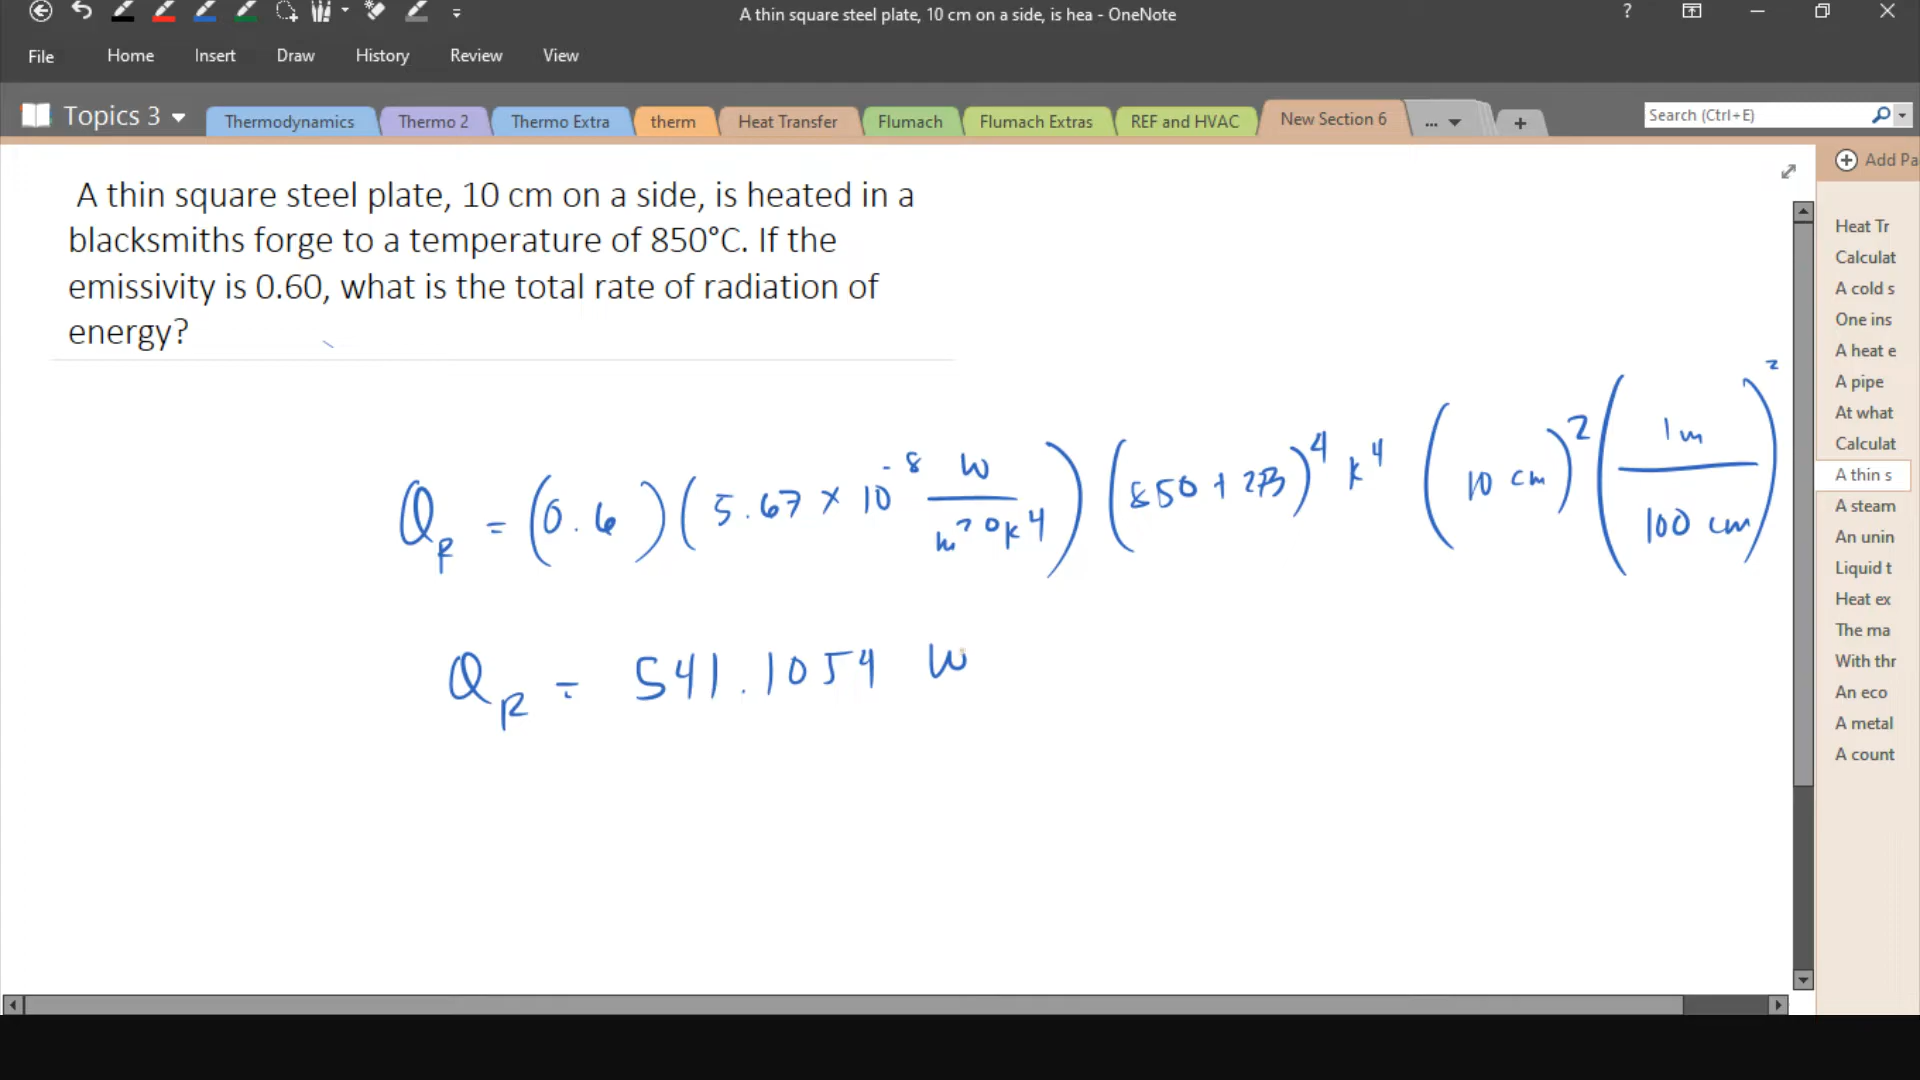 A thin square steel plate, 10 cm on a side, is hea - OneNote
?
File Home Insert Draw History Review View
Topics 3 Thermodynamics Thermo 2 Thermo Extra therm Heat Transfer Flumach Flumach Extras REF and HVAC New Section 6 ... + Search (Ctrl+E)
Add Pa
A thin square steel plate, 10 cm on a side, is heated in a
blacksmiths forge to a temperature of 850°C. If the
emissivity is 0.60, what is the total rate of radiation of
energy?
Q_R = (0.6)(5.67 × 10^-8 W/m² °K⁴)(850 + 273)⁴ K⁴ (10 cm)² (1m/100 cm)²
Q_R = 541.1054 W
Heat Tr
Calculat
A cold s
One ins
A heat e
A pipe
At what
Calculat
A thin s
A steam
An unin
Liquid t
Heat ex
The ma
With thr
An eco
A metal
A count